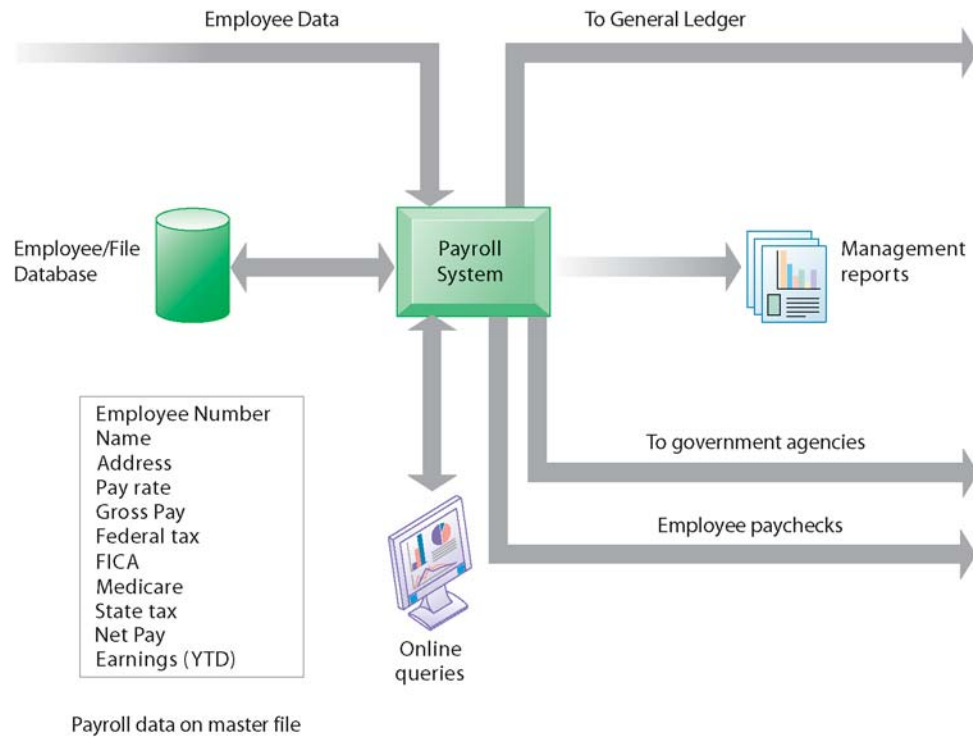 Employee Data
To General Ledger
Employee/File
Database
Payroll
System
Management
reports
Employee Number
Name
Address
Pay rate
Gross Pay
Federal tax
FICA
Medicare
State tax
Net Pay
Earnings (YTD)
To government agencies
Employee paychecks
Online
queries
Payroll data on master file